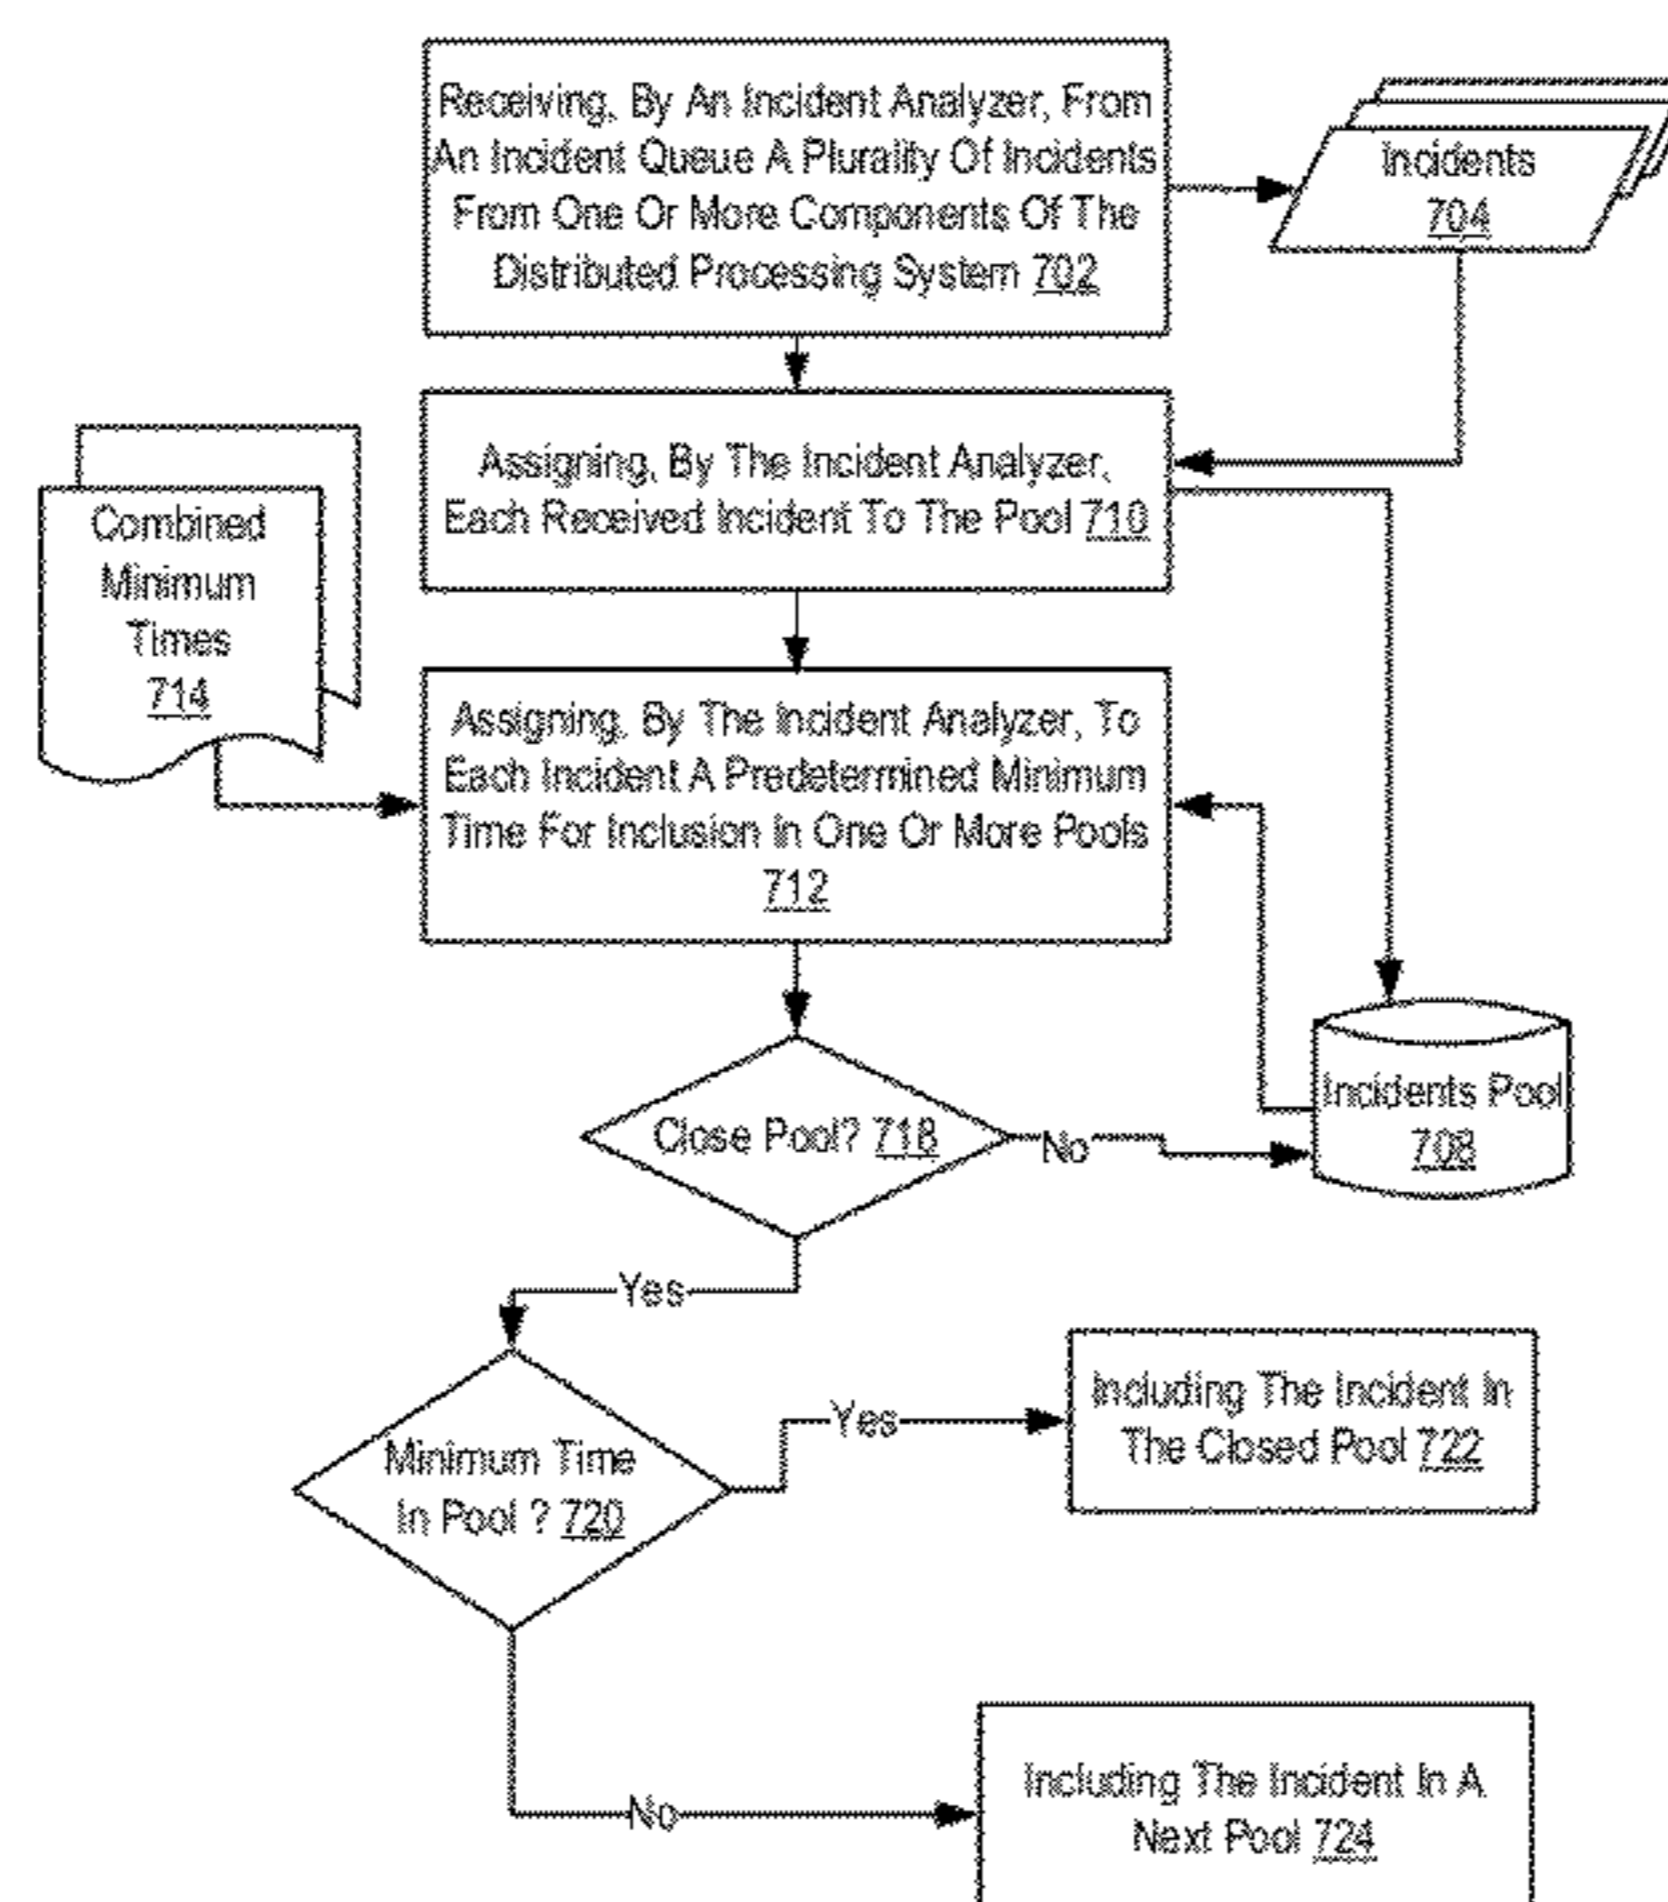 Receiving, By An Incident Analyzer, From
An Incident Queue A Plurality Of Incidents
From One Or More Components Of The
Distributed Processing System 702
Incidents
704
Assigning, By The Incident Analyzer,
Each Received Incident To The Pool 710
Combined
Minimum
Times
714
Assigning, By The Incident Analyzer, To
Each Incident A Predetermined Minimum
Time For Inclusion In One Or More Pools
712
Close Pool? 718
No
Incidents Pool
708
Yes
Minimum Time
In Pool ? 720
Yes
Including The Incident In
The Closed Pool 722
No
Including The Incident In A
Next Pool 724